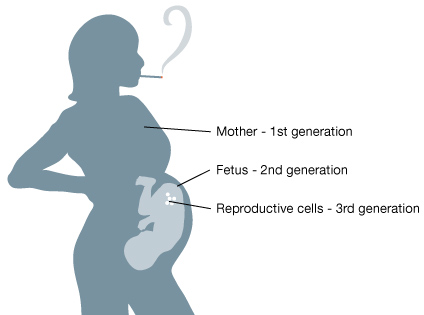 Mother - 1st generation
Fetus - 2nd generation
Reproductive cells - 3rd generation